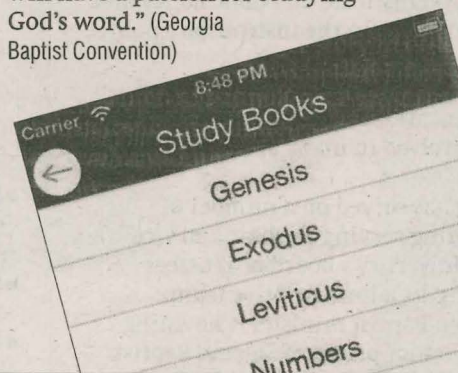 God's word." (Georgia
Baptist Convention)
Carrier 8:48 PM
Study Books
Genesis
Exodus
Leviticus
Numbers